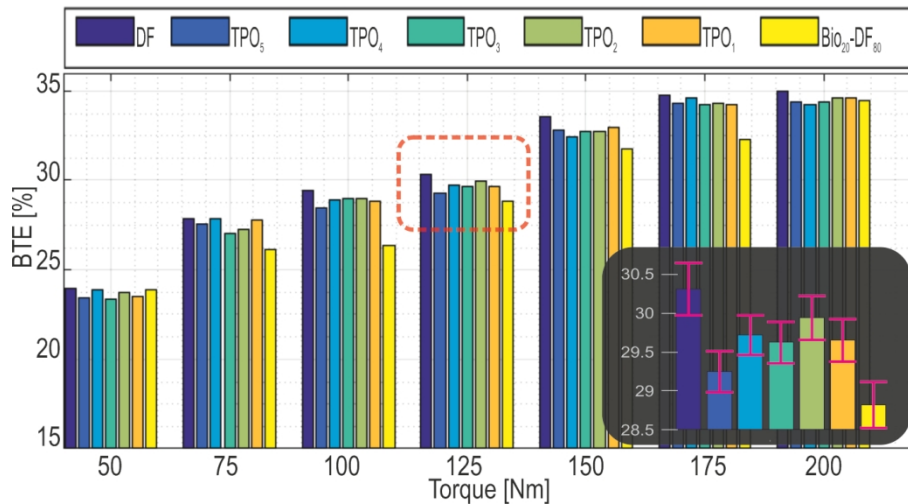 DF TPO₅ TPO₄ TPO₃ TPO₂ TPO₁ Bio₂₀-DF₈₀
35
30
25
20
15
BTE [%]
30.5
30
29.5
29
28.5
50 75 100 125 150 175 200
Torque [Nm]